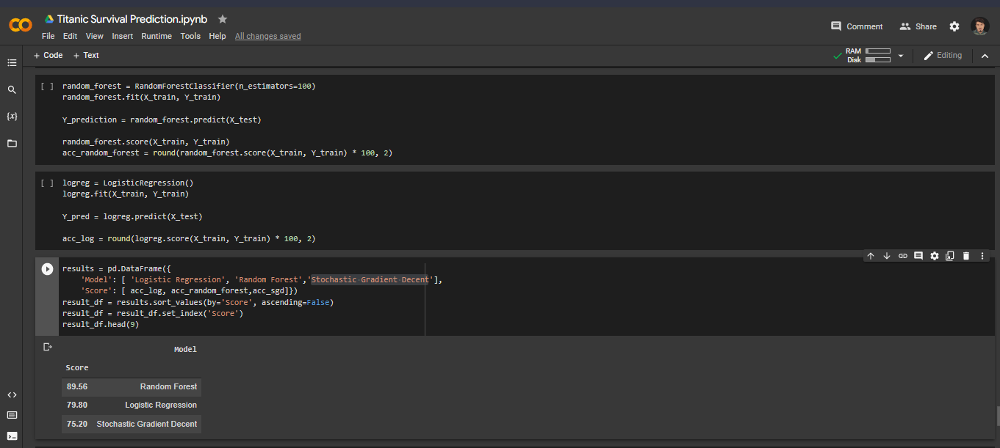 Titanic Survival Prediction.ipynb
File Edit View Insert Runtime Tools Help All changes saved
Comment Share
+ Code + Text
RAM
Disk
Editing
[ ] random_forest = RandomForestClassifier(n_estimators=100)
random_forest.fit(X_train, Y_train)
Y_prediction = random_forest.predict(X_test)
random_forest.score(X_train, Y_train)
acc_random_forest = round(random_forest.score(X_train, Y_train) * 100, 2)
[ ] logreg = LogisticRegression()
logreg.fit(X_train, Y_train)
Y_pred = logreg.predict(X_test)
acc_log = round(logreg.score(X_train, Y_train) * 100, 2)
results = pd.DataFrame({
'Model': [ 'Logistic Regression', 'Random Forest','Stochastic Gradient Decent'],
'Score': [ acc_log, acc_random_forest,acc_sgd]})
result_df = results.sort_values(by='Score', ascending=False)
result_df = result_df.set_index('Score')
result_df.head(9)
Model
Score
89.56 Random Forest
79.80 Logistic Regression
75.20 Stochastic Gradient Decent